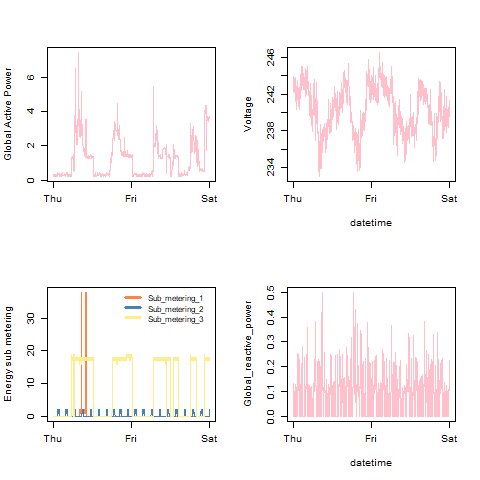 Global Active Power
0 2 4 6
Thu Fri Sat
Voltage
234 238 242 246
Thu Fri Sat
datetime
Energy sub metering
0 10 20 30
Sub_metering_1
Sub_metering_2
Sub_metering_3
Thu Fri Sat
Global_reactive_power
0.0 0.1 0.2 0.3 0.4 0.5
Thu Fri Sat
datetime